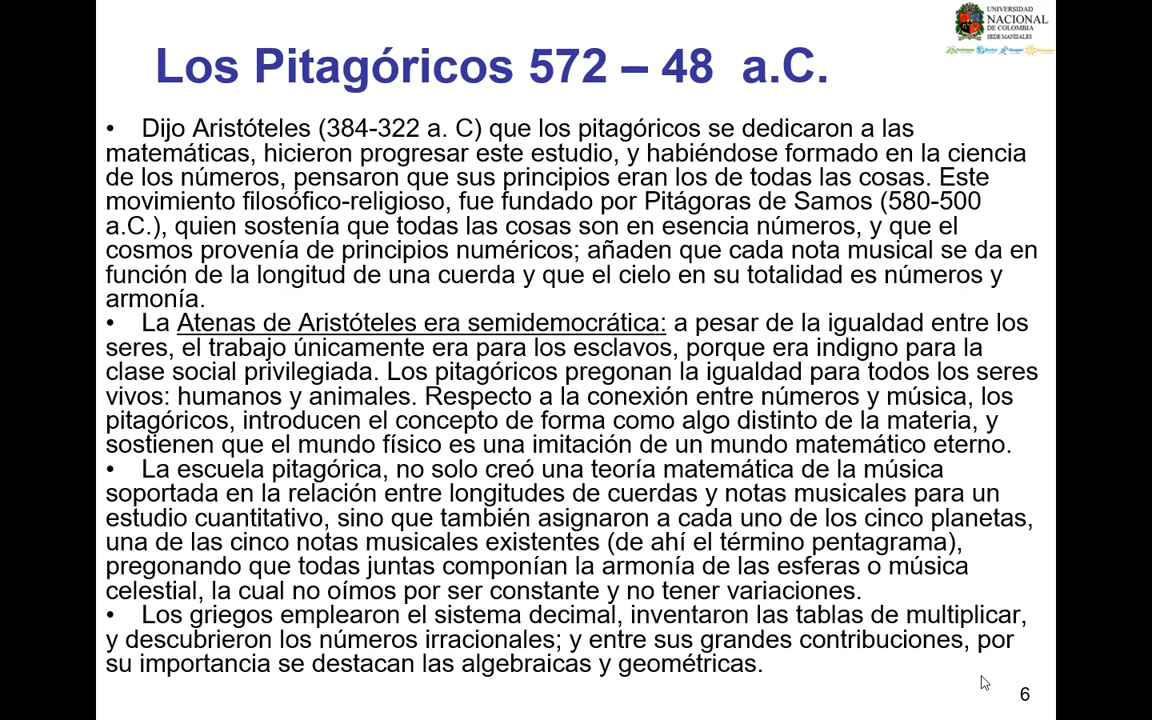 UNIVERSIDAD
NACIONAL
DE COLOMBIA
SEDE MANIZALES
Los Pitagóricos 572 – 48 a.C.
• Dijo Aristóteles (384-322 a. C) que los pitagóricos se dedicaron a las
matemáticas, hicieron progresar este estudio, y habiéndose formado en la ciencia
de los números, pensaron que sus principios eran los de todas las cosas. Este
movimiento filosófico-religioso, fue fundado por Pitágoras de Samos (580-500
a.C.), quien sostenía que todas las cosas son en esencia números, y que el
cosmos provenía de principios numéricos; añaden que cada nota musical se da en
función de la longitud de una cuerda y que el cielo en su totalidad es números y
armonía.
• La Atenas de Aristóteles era semidemocrática: a pesar de la igualdad entre los
seres, el trabajo únicamente era para los esclavos, porque era indigno para la
clase social privilegiada. Los pitagóricos pregonan la igualdad para todos los seres
vivos: humanos y animales. Respecto a la conexión entre números y música, los
pitagóricos, introducen el concepto de forma como algo distinto de la materia, y
sostienen que el mundo físico es una imitación de un mundo matemático eterno.
• La escuela pitagórica, no solo creó una teoría matemática de la música
soportada en la relación entre longitudes de cuerdas y notas musicales para un
estudio cuantitativo, sino que también asignaron a cada uno de los cinco planetas,
una de las cinco notas musicales existentes (de ahí el término pentagrama),
pregonando que todas juntas componían la armonía de las esferas o música
celestial, la cual no oímos por ser constante y no tener variaciones.
• Los griegos emplearon el sistema decimal, inventaron las tablas de multiplicar,
y descubrieron los números irracionales; y entre sus grandes contribuciones, por
su importancia se destacan las algebraicas y geométricas.
6